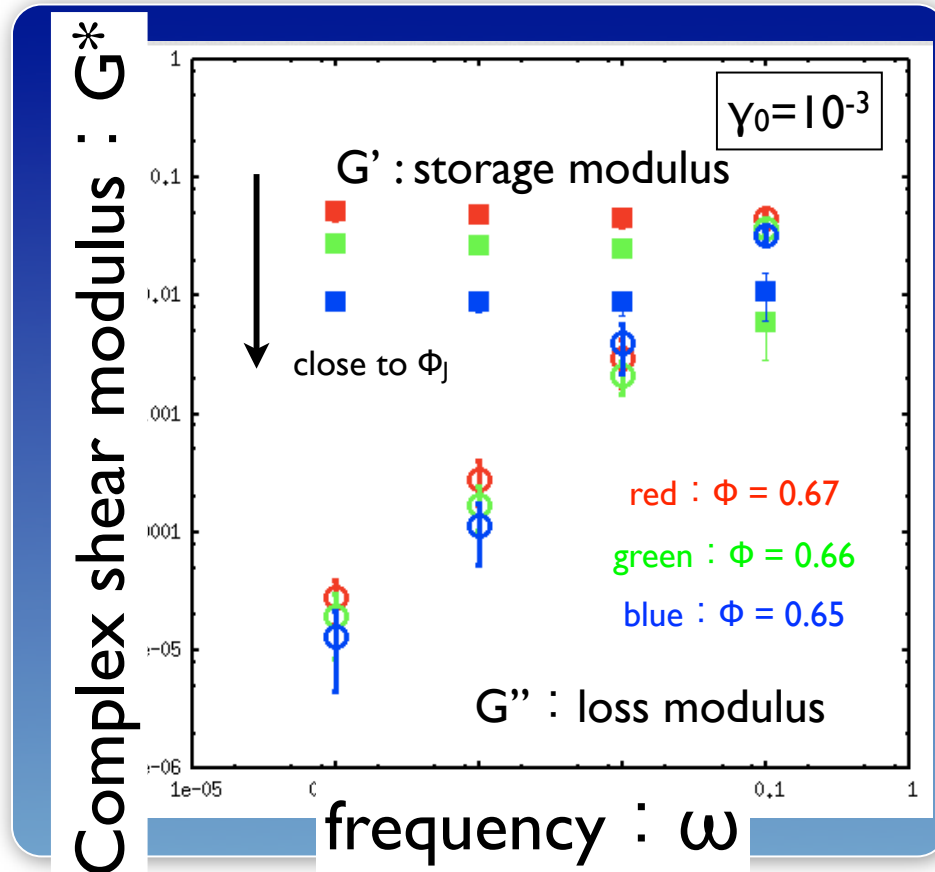 Complex shear modulus : G*
1
γ0=10-3
G' : storage modulus
0.1
close to ΦJ
red : Φ = 0.67
green : Φ = 0.66
blue : Φ = 0.65
G” : loss modulus
1e-05
0.1
1
frequency : ω